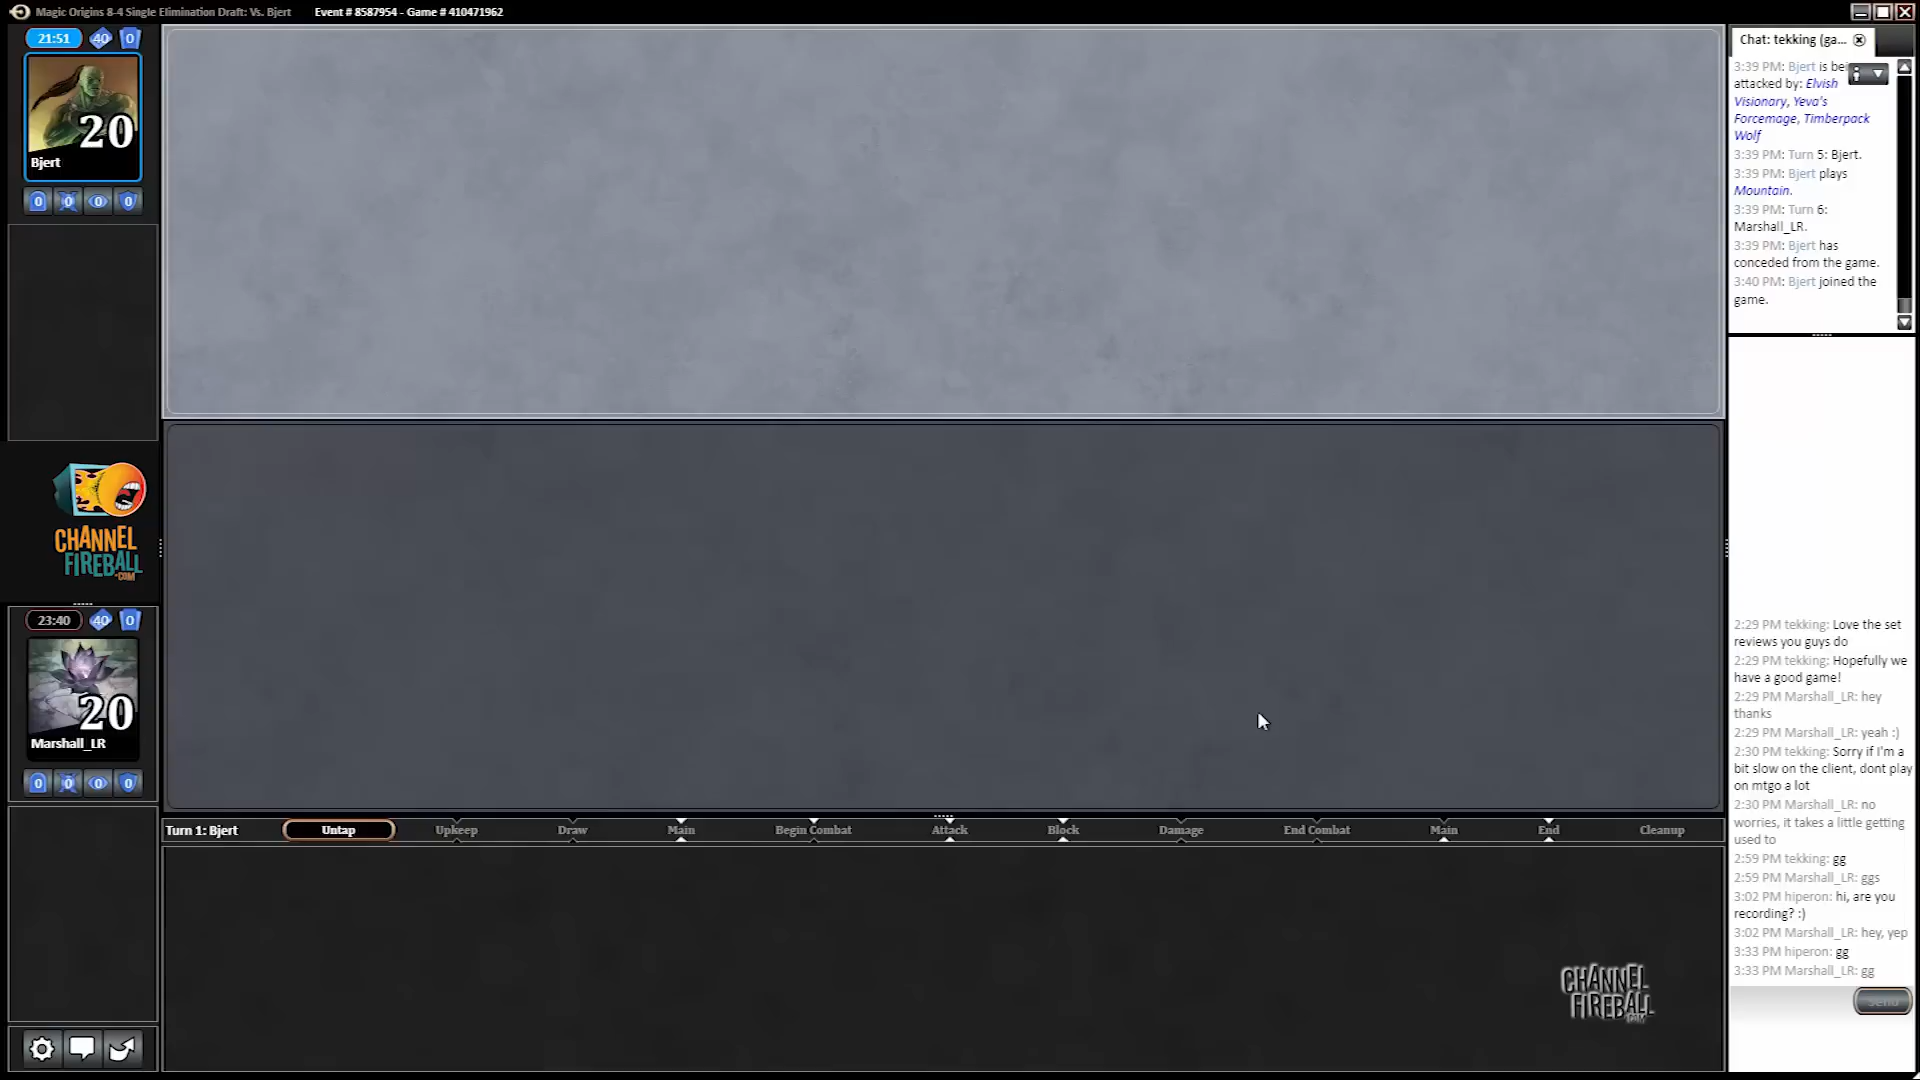 Magic Origins 8-4 Single Elimination Draft: Vs. Bjert Event # 8587954 - Game # 410471962
21:51 40 0
20
Bjert
0 0 0 0
CHANNEL
FIREBALL
.COM
23:40 40 0
20
Marshall_LR
0 0 0 0
Turn 1: Bjert Untap Upkeep Draw Main Begin Combat Attack Block Damage End Combat Main End Cleanup
CHANNEL
FIREBALL
.COM
Chat: tekking (ga...
3:39 PM: Bjert is bei
attacked by: Elvish
Visionary, Yeva's
Forcemage, Timberpack
Wolf
3:39 PM: Turn 5: Bjert.
3:39 PM: Bjert plays
Mountain.
3:39 PM: Turn 6:
Marshall_LR.
3:39 PM: Bjert has
conceded from the game.
3:40 PM: Bjert joined the
game.
2:29 PM tekking: Love the set
reviews you guys do
2:29 PM tekking: Hopefully we
have a good game!
2:29 PM Marshall_LR: hey
thanks
2:29 PM Marshall_LR: yeah :)
2:30 PM tekking: Sorry if I'm a
bit slow on the client, dont play
on mtgo a lot
2:30 PM Marshall_LR: no
worries, it takes a little getting
used to
2:59 PM tekking: gg
2:59 PM Marshall_LR: ggs
3:02 PM hiperon: hi, are you
recording? :)
3:02 PM Marshall_LR: hey, yep
3:33 PM hiperon: gg
3:33 PM Marshall_LR: gg
Send